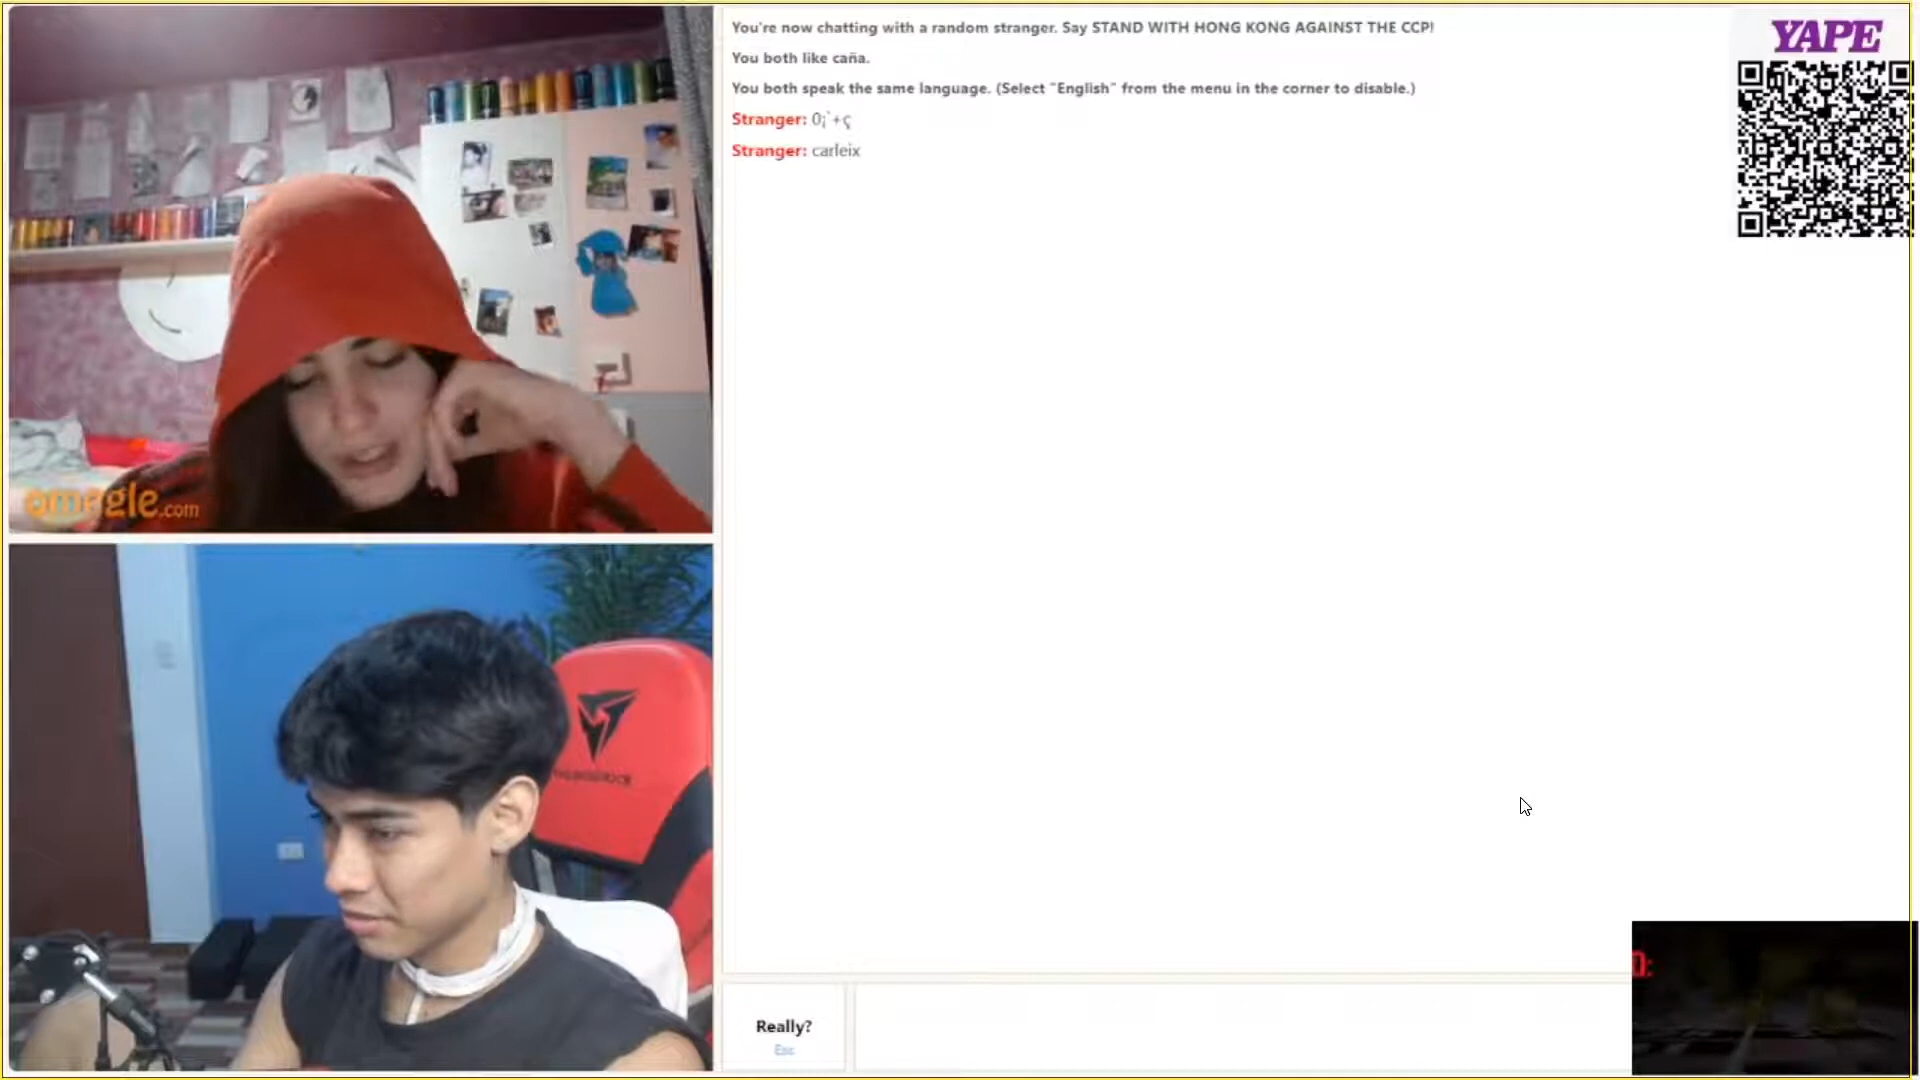 You're now chatting with a random stranger. Say STAND WITH HONG KONG AGAINST THE CCP!
You both like caña.
You both speak the same language. (Select "English" from the menu in the corner to disable.)
Stranger: 0¡`+ç
Stranger: carleix
YAPE
omegle.com
Really?
Esc
0: